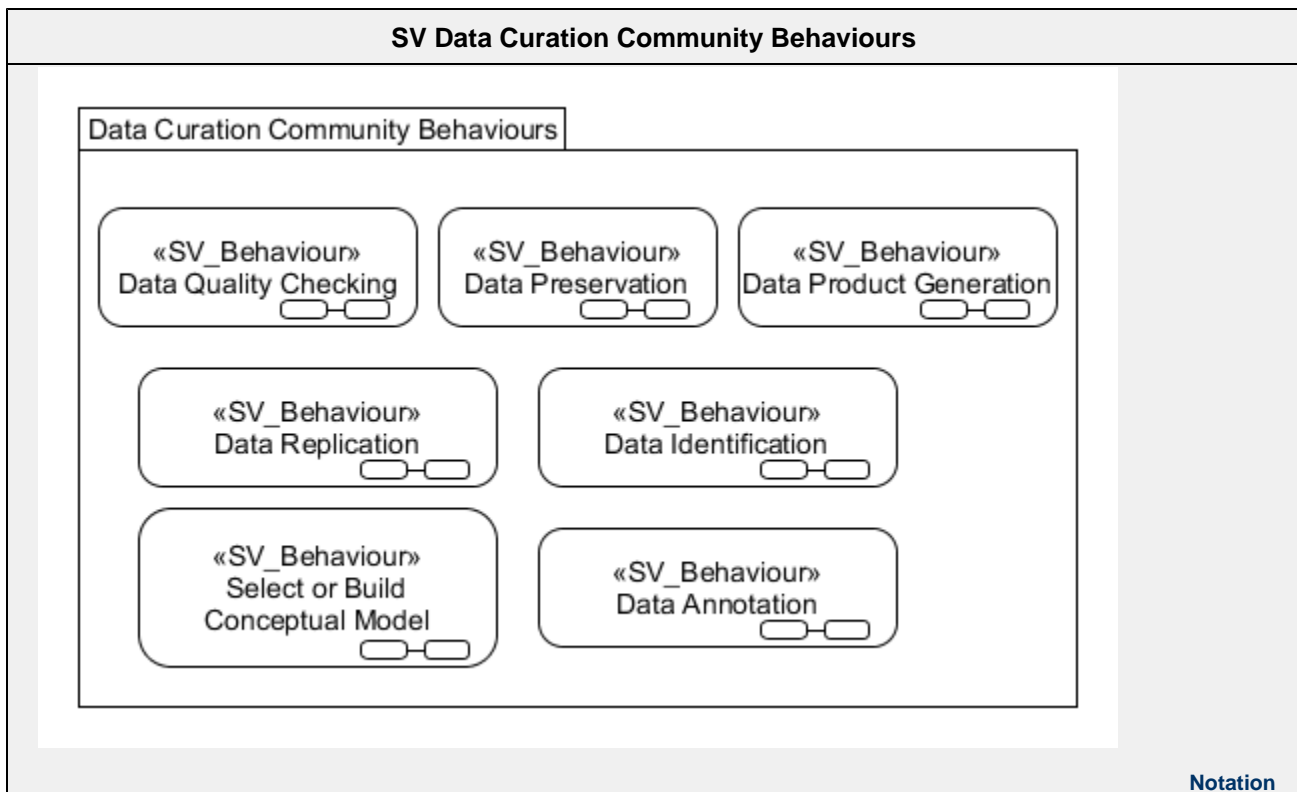 SV Data Curation Community Behaviours
Data Curation Community Behaviours
«SV_Behaviour»
Data Quality Checking
«SV_Behaviour»
Data Preservation
«SV_Behaviour»
Data Product Generation
«SV_Behaviour»
Data Replication
«SV_Behaviour»
Data Identification
«SV_Behaviour»
Select or Build
Conceptual Model
«SV_Behaviour»
Data Annotation
Notation